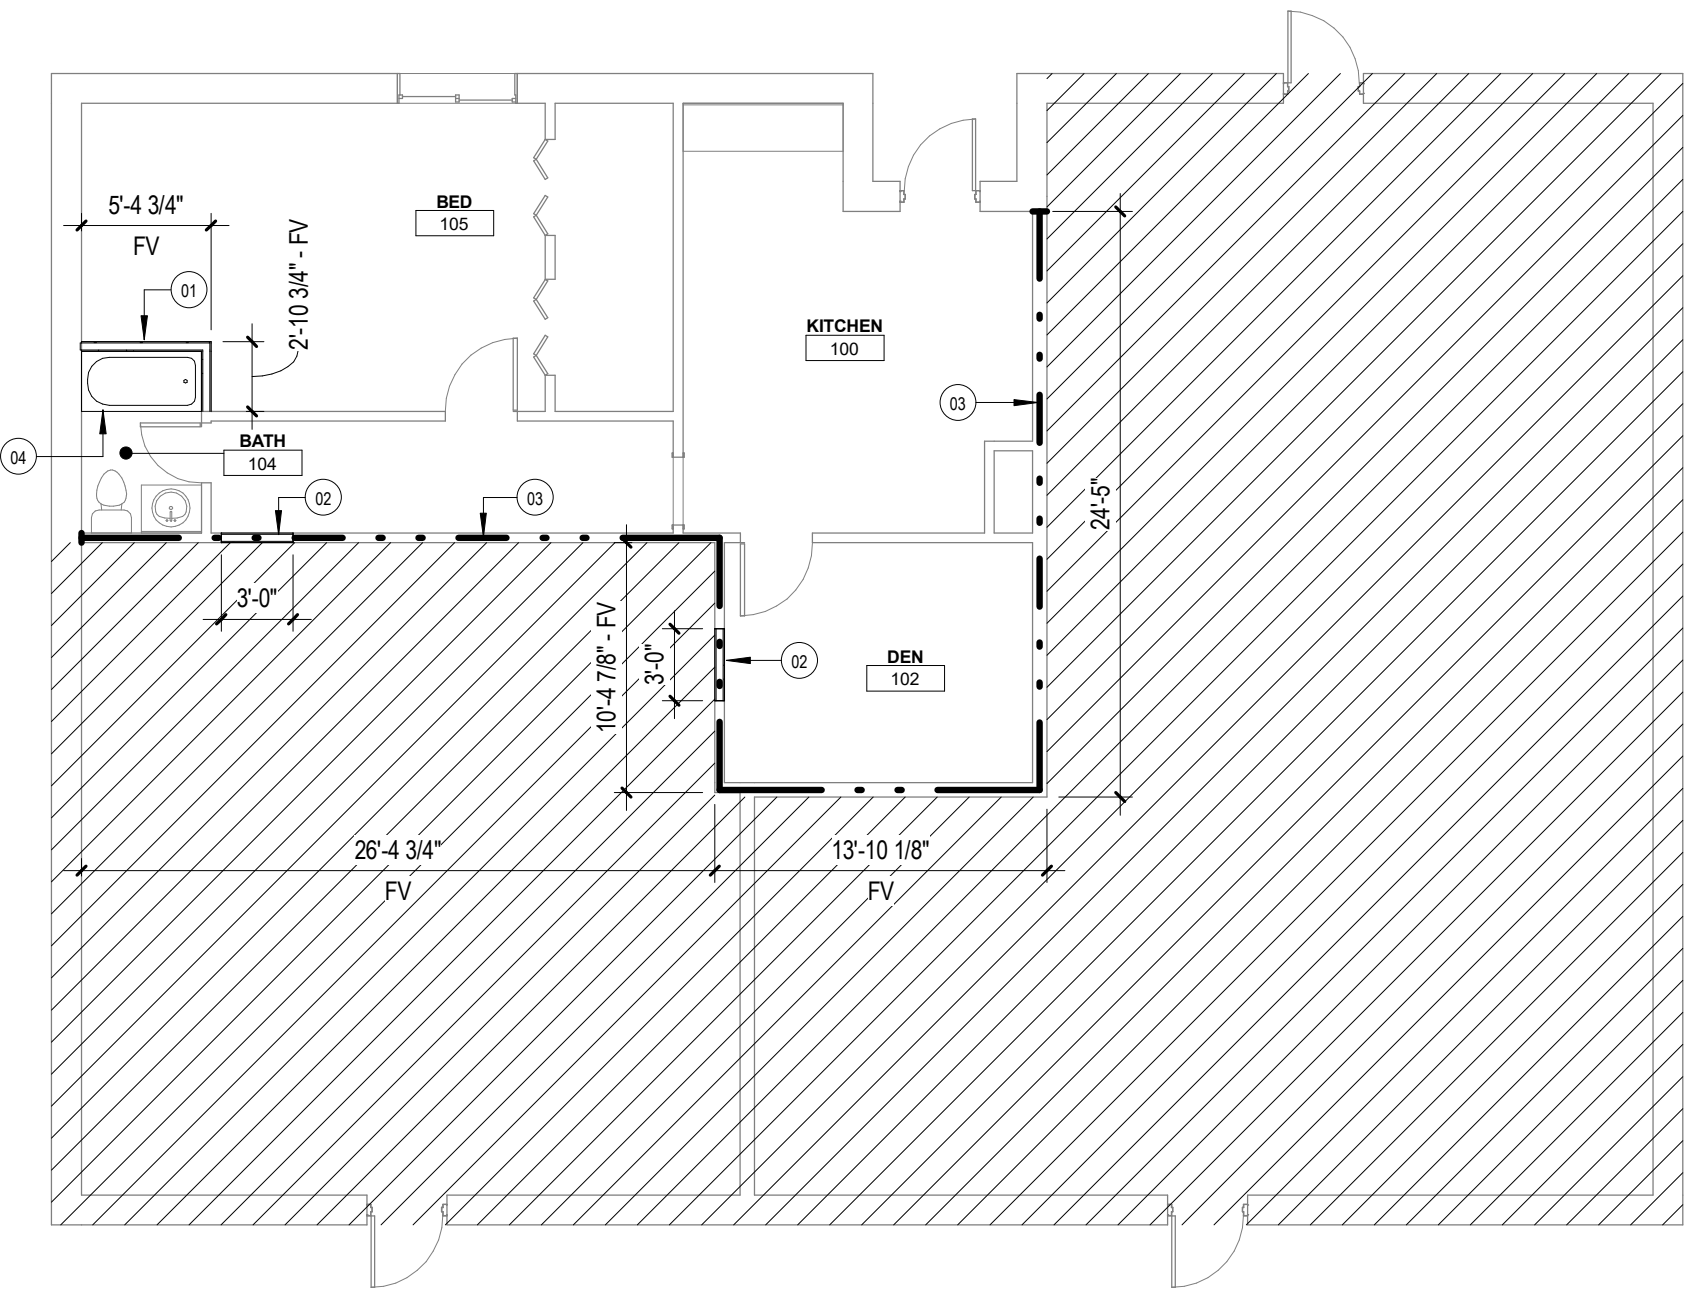 5'-4 3/4"
FV
2'-10 3/4" - FV
BED
105
01
KITCHEN
100
03
04
BATH
104
02
03
24'-5"
3'-0"
10'-4 7/8" - FV
3'-0"
02
DEN
102
26'-4 3/4"
FV
13'-10 1/8"
FV